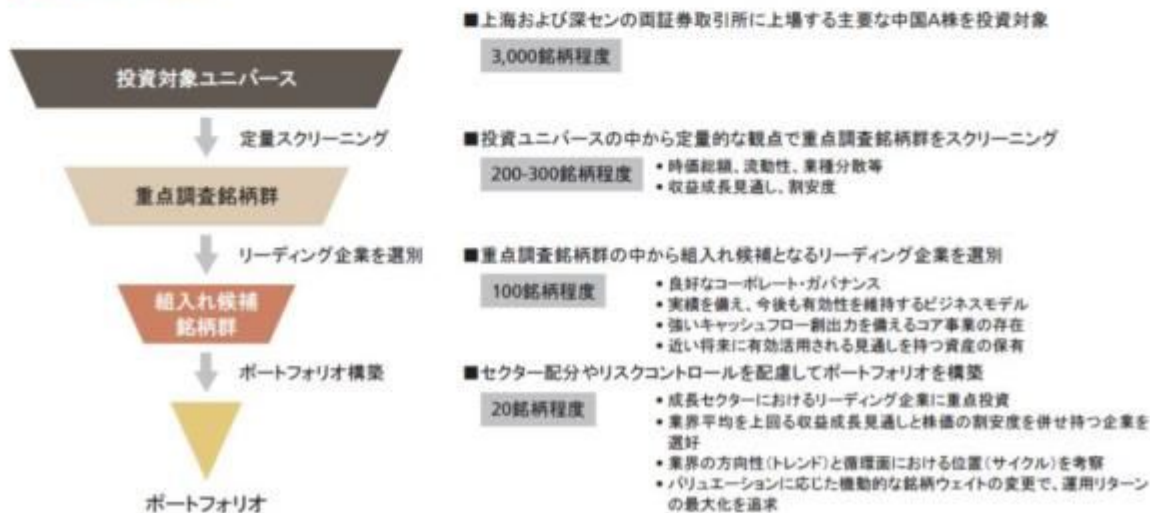 ■上海および深センの両証券取引所に上場する主要な中国A株を投資対象
3,000銘柄程度
投資対象ユニバース
定量スクリーニング
■投資ユニバースの中から定量的な観点で重点調査銘柄群をスクリーニング
200-300銘柄程度
• 時価総額、流動性、業種分散等
• 収益成長見通し、割安度
重点調査銘柄群
リーディング企業を選別
■重点調査銘柄群の中から組入れ候補となるリーディング企業を選別
100銘柄程度
• 良好なコーポレート・ガバナンス
• 実績を備え、今後も有効性を維持するビジネスモデル
• 強いキャッシュフロー創出力を備えるコア事業の存在
• 近い将来に有効活用される見通しを持つ資産の保有
組入れ候補
銘柄群
ポートフォリオ構築
■セクター配分やリスクコントロールを配慮してポートフォリオを構築
20銘柄程度
• 成長セクターにおけるリーディング企業に重点投資
• 業界平均を上回る収益成長見通しと株価の割安度を併せ持つ企業を
選好
• 業界の方向性(トレンド)と循環面における位置(サイクル)を考察
• バリュエーションに応じた機動的な銘柄ウェイトの変更で、運用リターン
の最大化を追求
ポートフォリオ